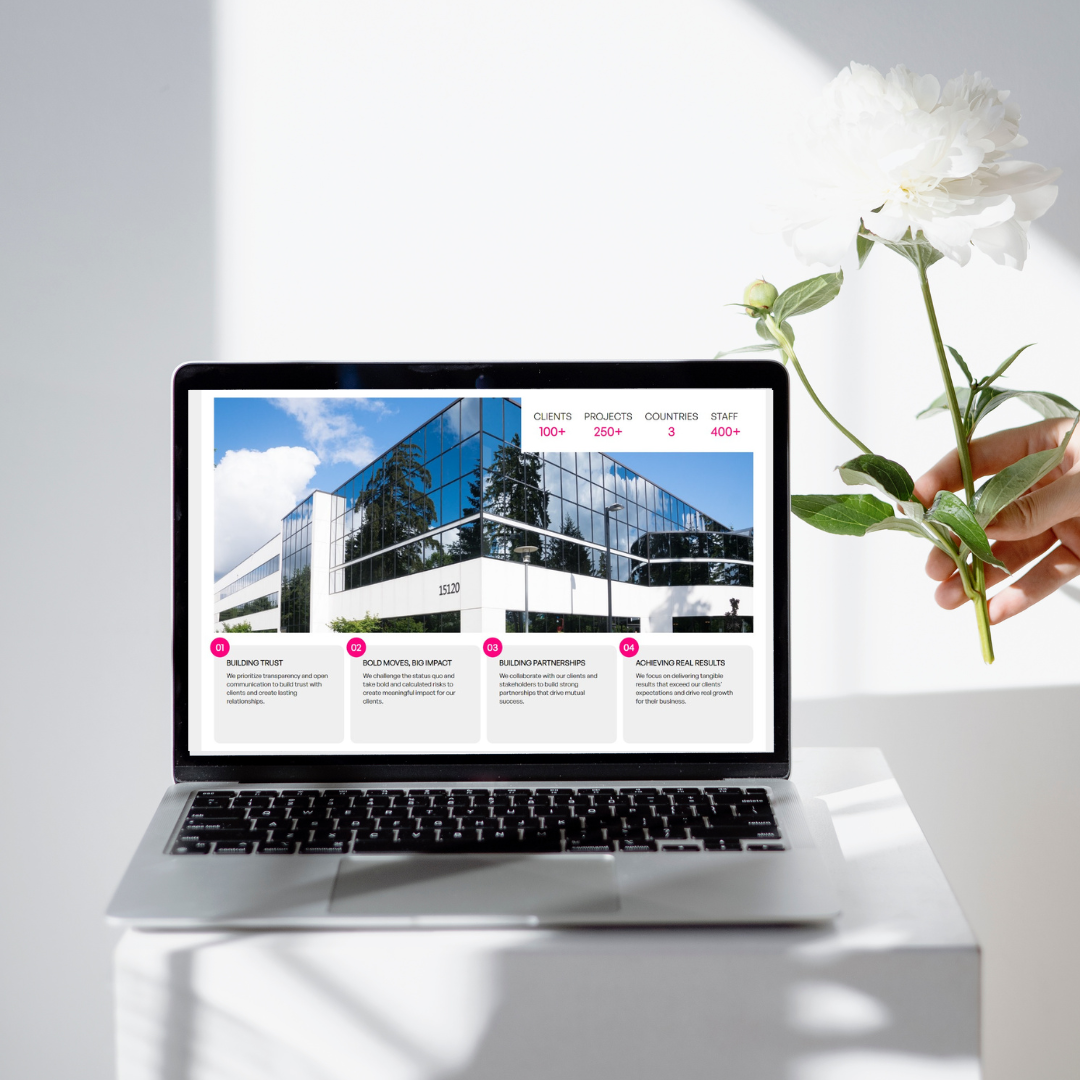 CLIENTS PROJECTS COUNTRIES STAFF
100+ 250+ 3 400+
15120
01 02 03 04
BUILDING TRUST
We prioritize transparency and open
communication to build trust with
clients and create lasting
relationships.
BOLD MOVES, BIG IMPACT
We challenge the status quo and
take bold and calculated risks to
create meaningful impact for our
clients.
BUILDING PARTNERSHIPS
We collaborate with our clients and
stakeholders to build strong
partnerships that drive mutual
success.
ACHIEVING REAL RESULTS
We focus on delivering tangible
results that exceed our clients'
expectations and drive real growth
for their business.
delete
return
shift